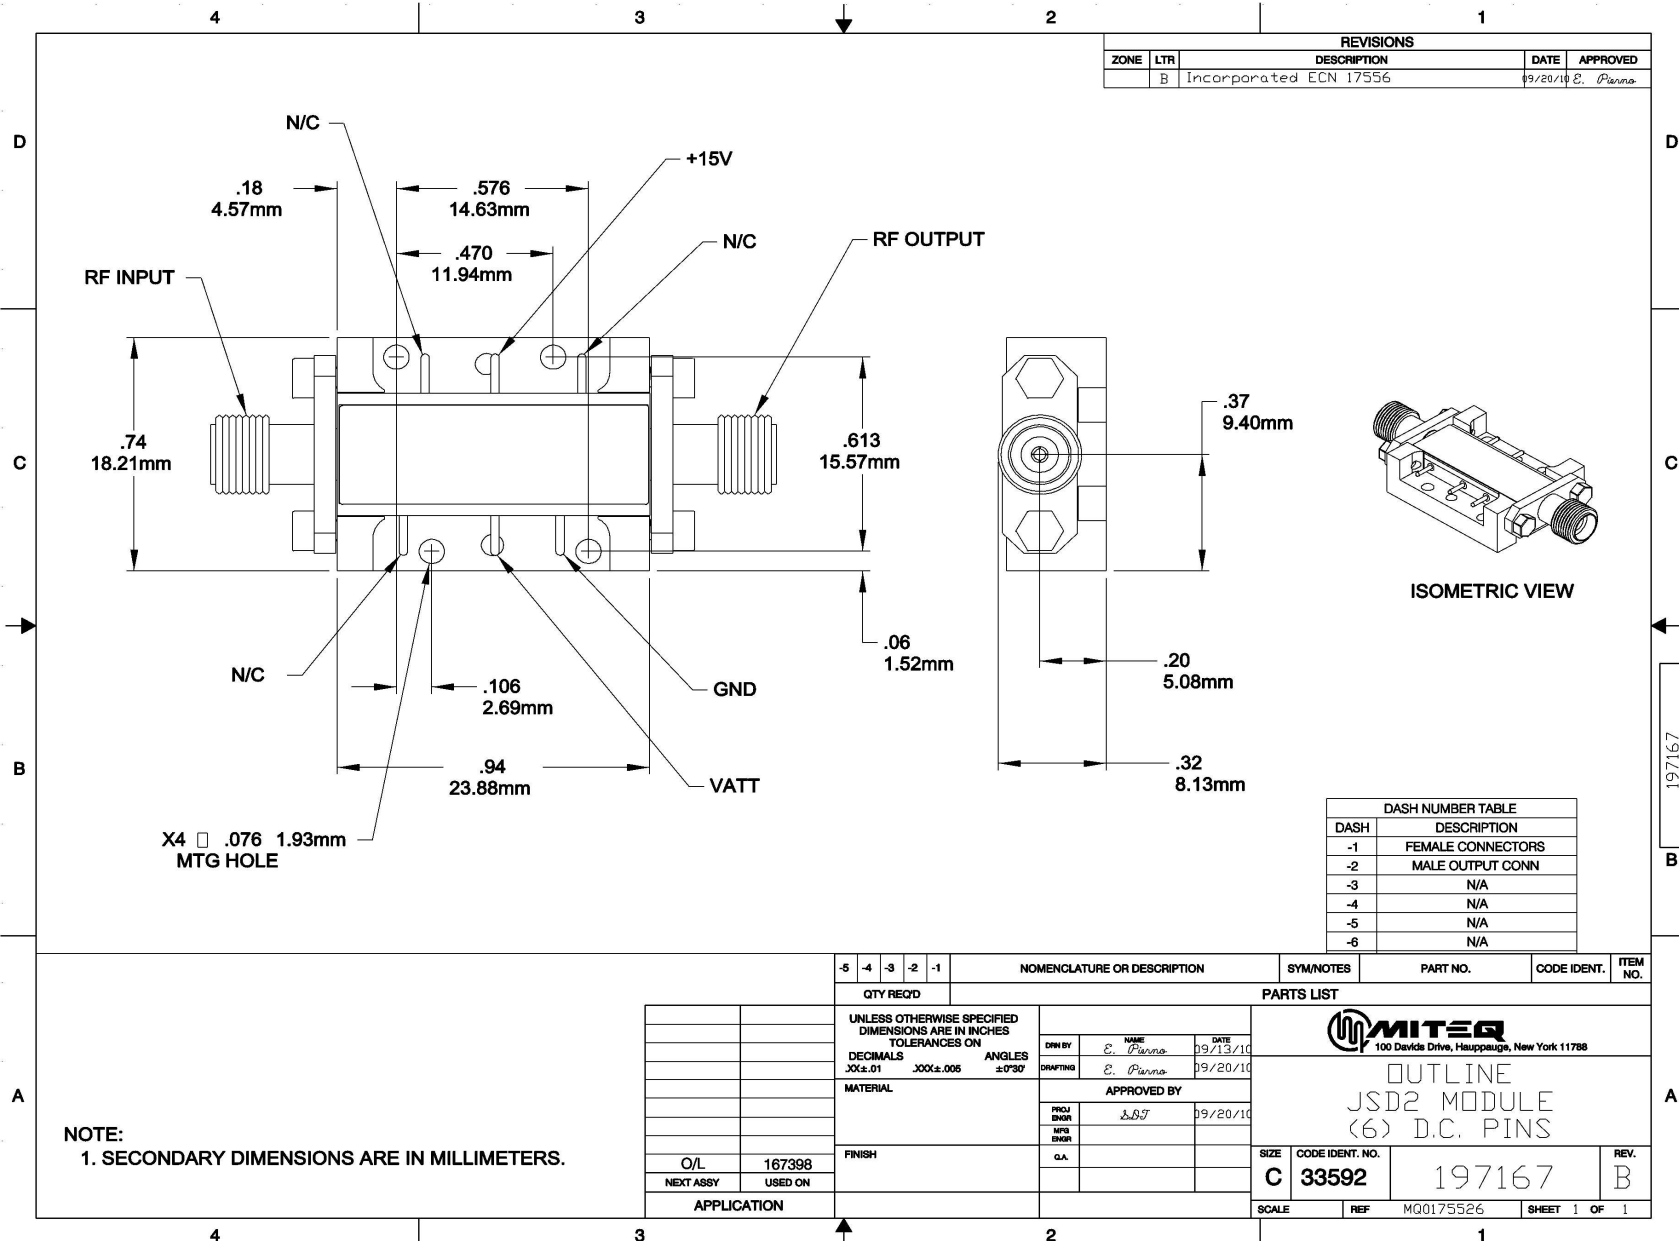 4 3 2 1
REVISIONS
ZONE LTR DESCRIPTION DATE APPROVED
B Incorporated ECN 17556 09/20/10 E. Pierno
D D
N/C
+15V
.18
4.57mm
.576
14.63mm
N/C
RF OUTPUT
.470
11.94mm
RF INPUT
.74
18.21mm
.613
15.57mm
.37
9.40mm
C C
ISOMETRIC VIEW
.06
1.52mm
.20
5.08mm
N/C
.106
2.69mm
GND
.94
23.88mm
VATT
.32
8.13mm
197167
B B
X4 .076 1.93mm
MTG HOLE
DASH NUMBER TABLE
DASH DESCRIPTION
-1 FEMALE CONNECTORS
-2 MALE OUTPUT CONN
-3 N/A
-4 N/A
-5 N/A
-6 N/A
-5 -4 -3 -2 -1 NOMENCLATURE OR DESCRIPTION SYM/NOTES PART NO. CODE IDENT. ITEM NO.
QTY REQ'D PARTS LIST
UNLESS OTHERWISE SPECIFIED
DIMENSIONS ARE IN INCHES
TOLERANCES ON
DECIMALS ANGLES
.XX±.01 .XXX±.005 ±0°30'
MATERIAL
FINISH
NAME DATE
DRN BY E. Pierno 09/13/10
DRAFTING E. Pierno 09/20/10
APPROVED BY
PROJ ENGR SDT 09/20/10
MFG ENGR
Q.A.
MITEQ
100 Davids Drive, Hauppauge, New York 11788
OUTLINE
JSD2 MODULE
(6) D.C. PINS
A A
NOTE:
1. SECONDARY DIMENSIONS ARE IN MILLIMETERS.
O/L 167398
NEXT ASSY USED ON
APPLICATION
SIZE CODE IDENT. NO. REV.
C 33592 197167 B
SCALE REF MQ0175526 SHEET 1 OF 1
4 3 2 1